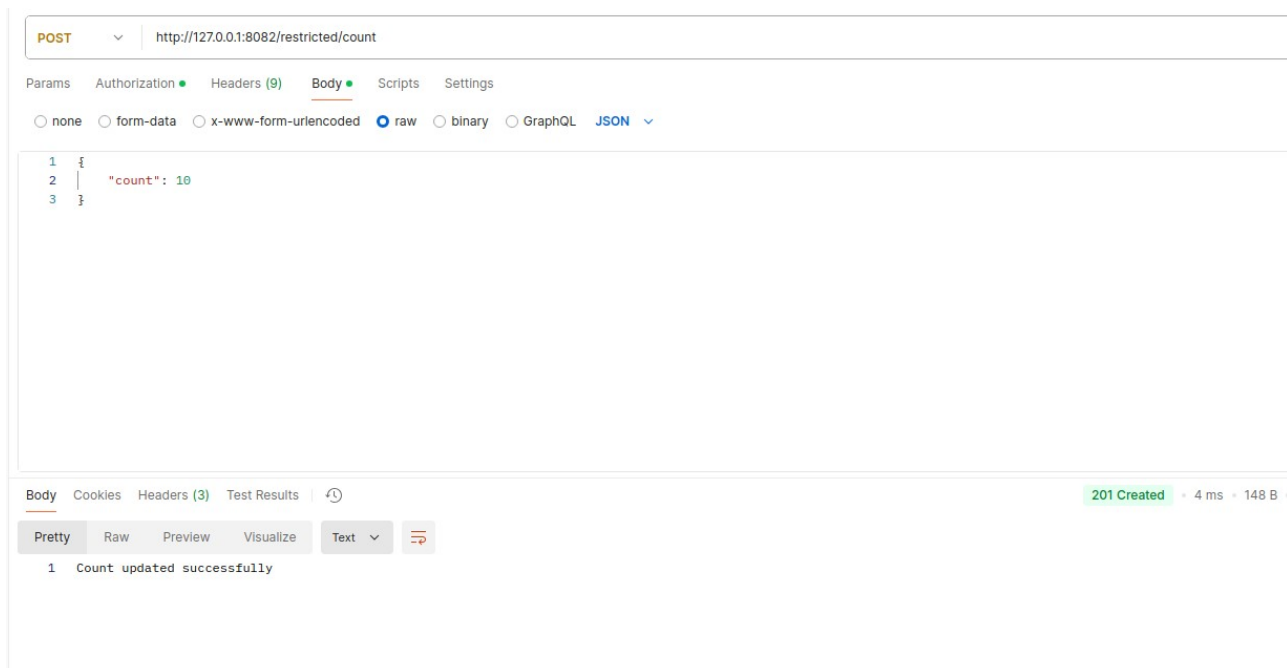 POST http://127.0.0.1:8082/restricted/count
Params Authorization Headers (9) Body Scripts Settings
none form-data x-www-form-urlencoded raw binary GraphQL JSON
1 {
2 "count": 10
3 }
Body Cookies Headers (3) Test Results 201 Created 4 ms 148 B
Pretty Raw Preview Visualize Text
1 Count updated successfully